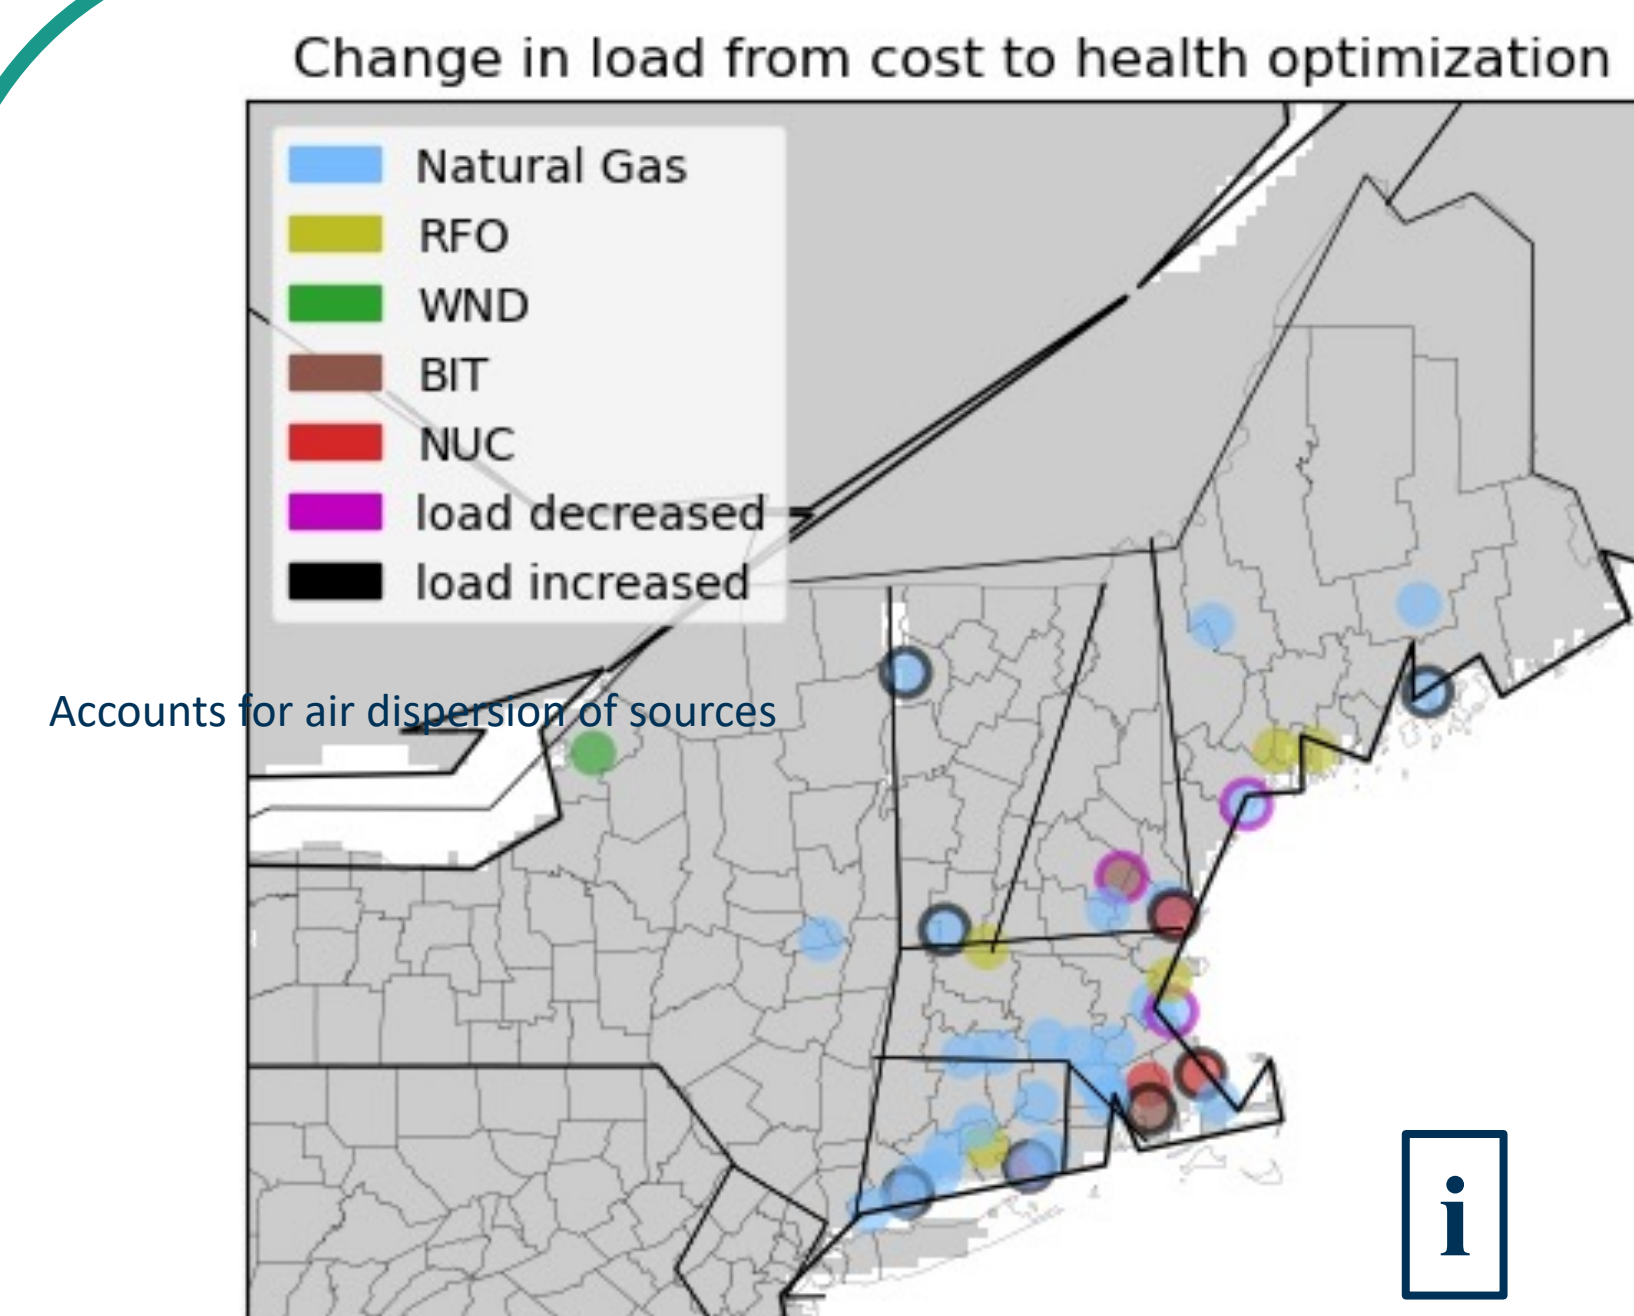 Change in load from cost to health optimization
Natural Gas
RFO
WND
BIT
NUC
load decreased
load increased
Accounts for air dispersion of sources
i